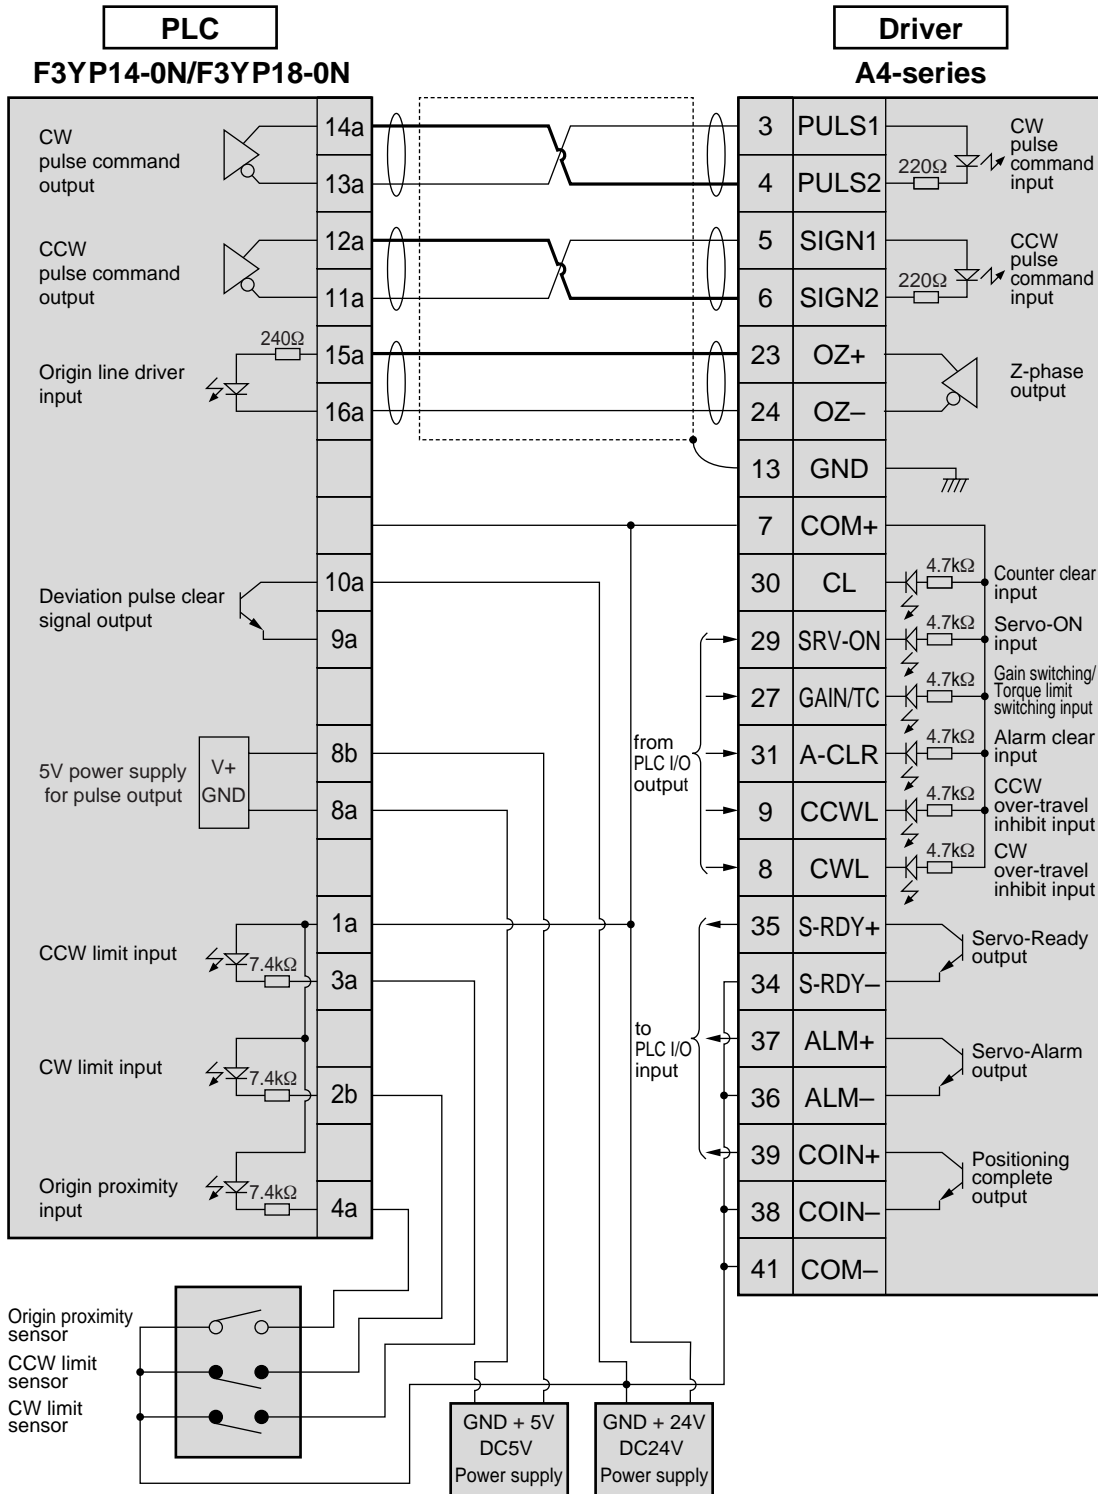 PLC
F3YP14-0N/F3YP18-0N
Driver
A4-series
CW
pulse command
output
14a
13a
CCW
pulse command
output
12a
11a
240Ω
Origin line driver
input
15a
16a
Deviation pulse clear
signal output
10a
9a
5V power supply
for pulse output
V+
GND
8b
8a
CCW limit input
7.4kΩ
1a
3a
CW limit input
7.4kΩ
2b
Origin proximity
input
7.4kΩ
4a
3 PULS1
4 PULS2
220Ω
CW
pulse
command
input
5 SIGN1
6 SIGN2
220Ω
CCW
pulse
command
input
23 OZ+
24 OZ–
Z-phase
output
13 GND
7 COM+
30 CL
4.7kΩ
Counter clear
input
29 SRV-ON
4.7kΩ
Servo-ON
input
27 GAIN/TC
4.7kΩ
Gain switching/
Torque limit
switching input
31 A-CLR
4.7kΩ
Alarm clear
input
9 CCWL
4.7kΩ
CCW
over-travel
inhibit input
8 CWL
4.7kΩ
CW
over-travel
inhibit input
from
PLC I/O
output
35 S-RDY+
34 S-RDY–
Servo-Ready
output
to
PLC I/O
input
37 ALM+
36 ALM–
Servo-Alarm
output
39 COIN+
38 COIN–
Positioning
complete
output
41 COM–
Origin proximity
sensor
CCW limit
sensor
CW limit
sensor
GND + 5V
DC5V
Power supply
GND + 24V
DC24V
Power supply